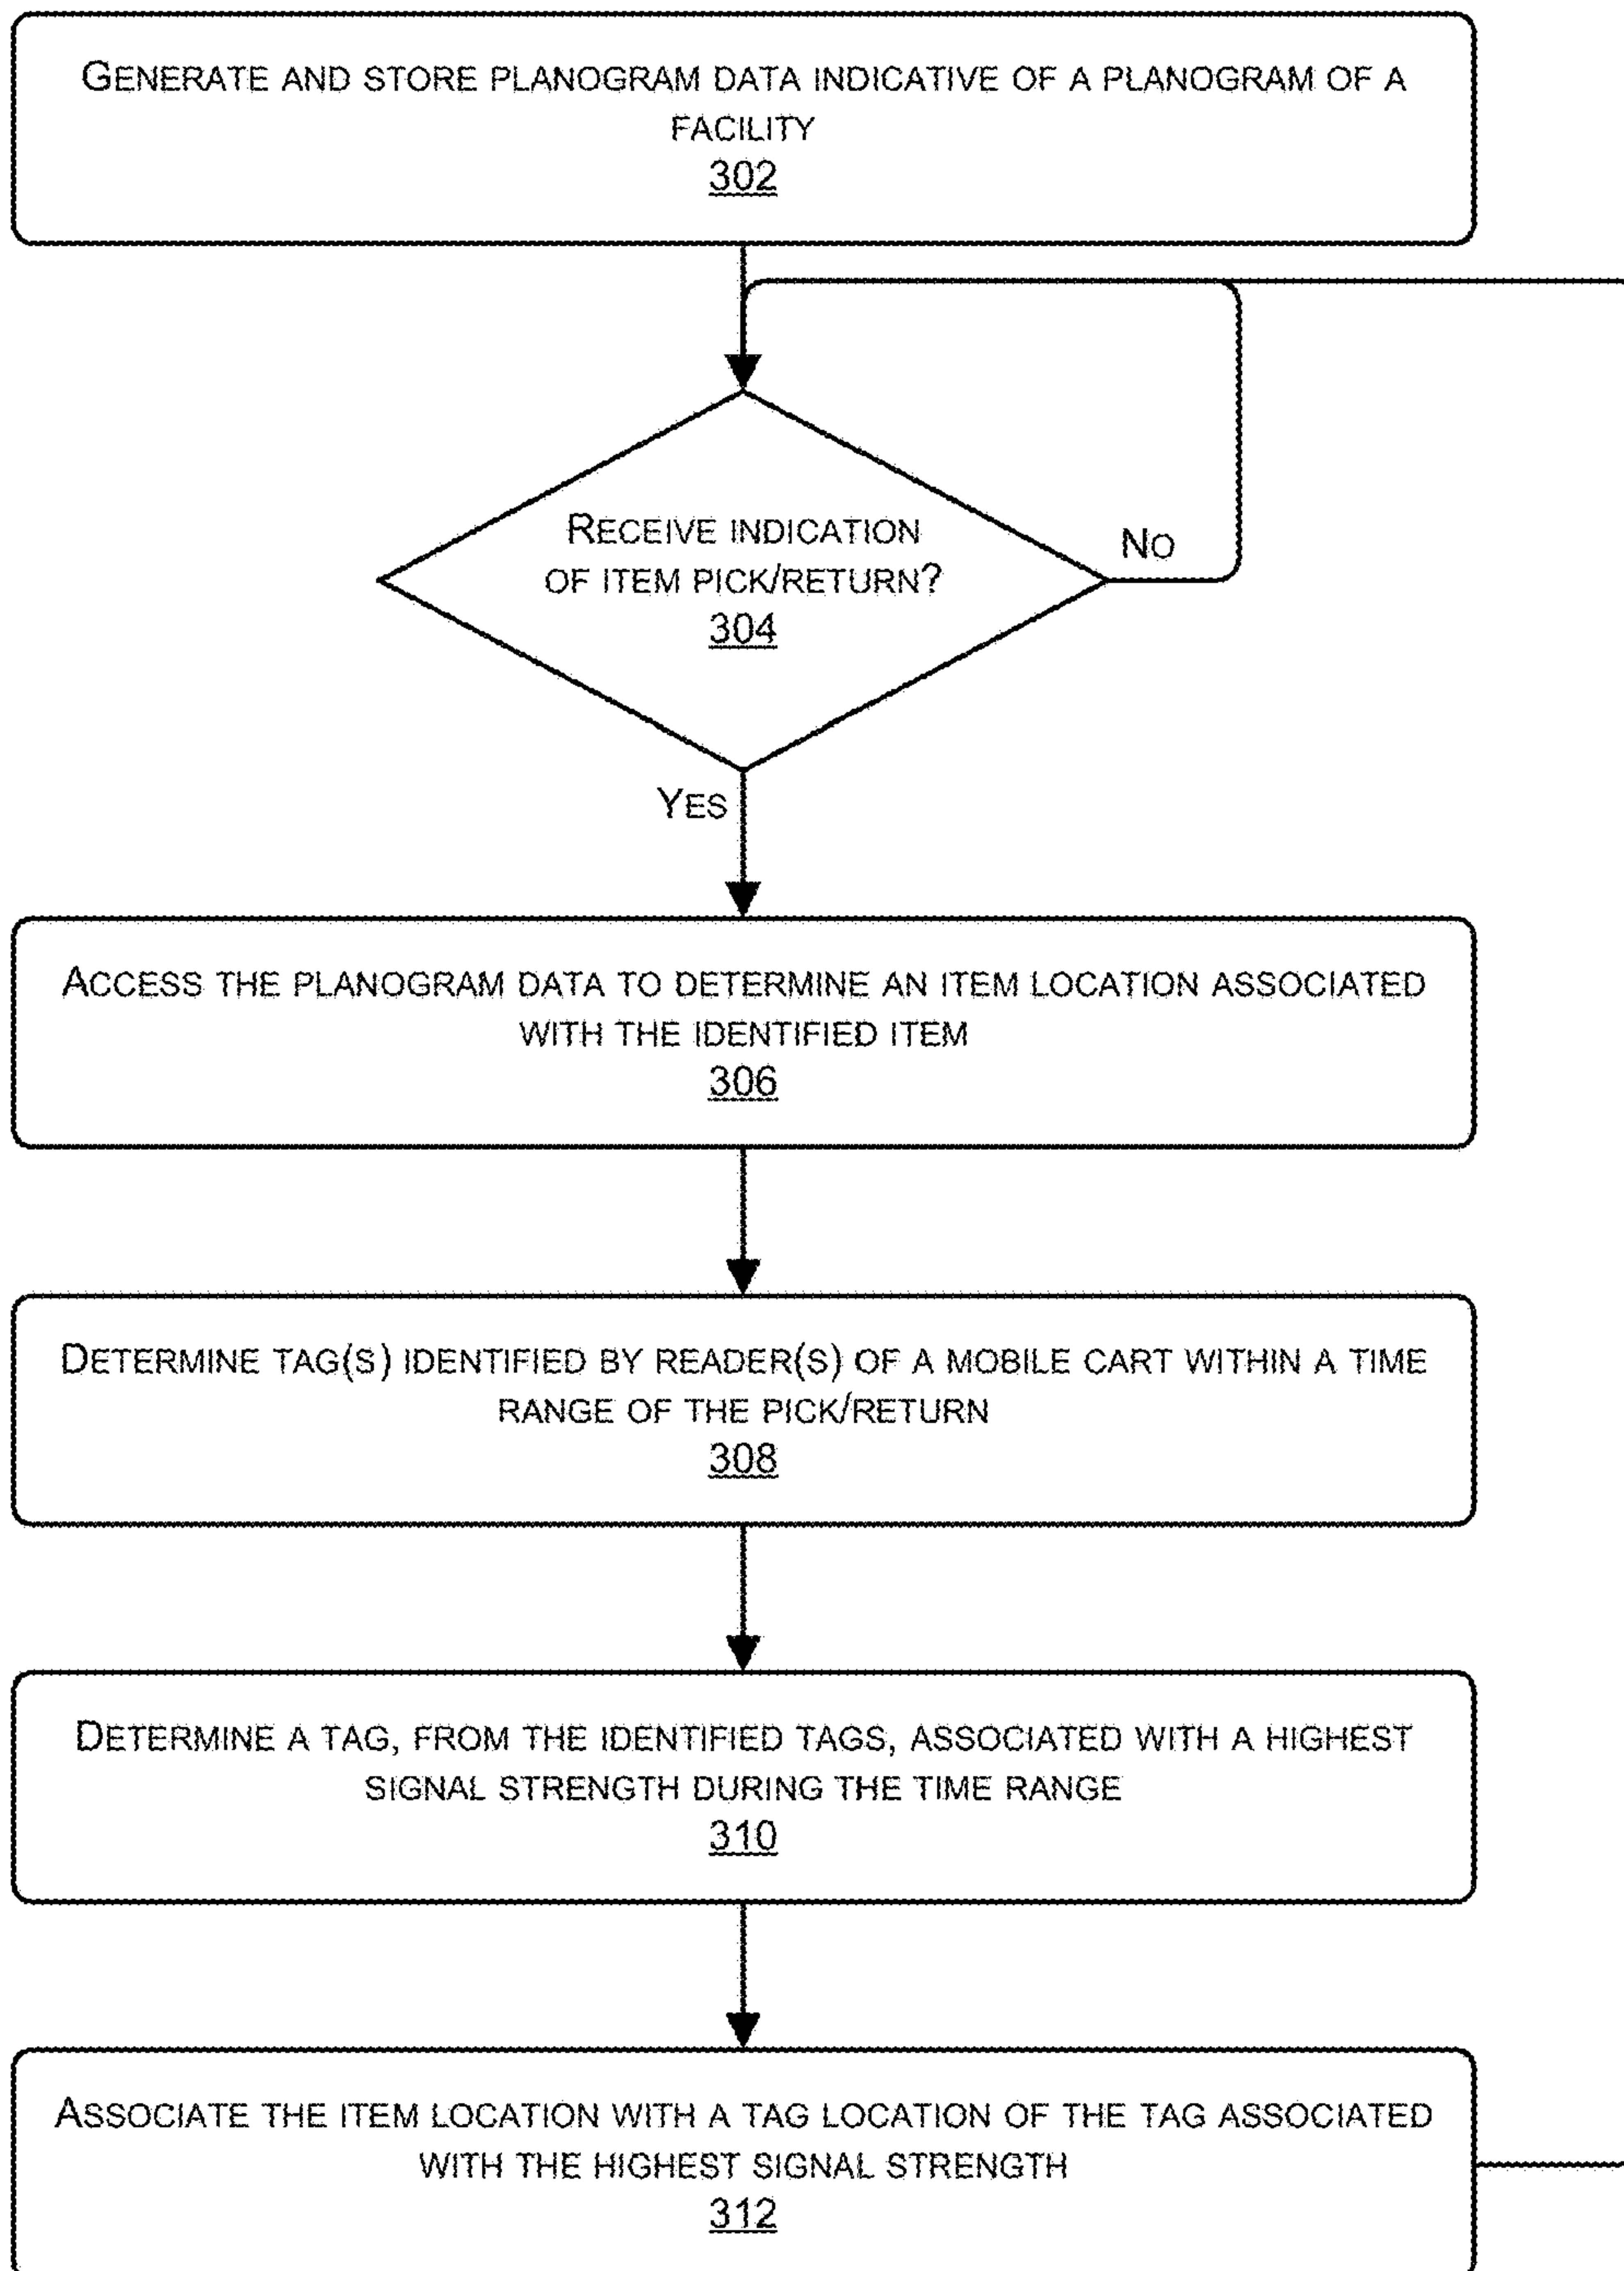 GENERATE AND STORE PLANOGRAM DATA INDICATIVE OF A PLANOGRAM OF A
FACILITY
302
RECEIVE INDICATION
OF ITEM PICK/RETURN?
304
NO
YES
ACCESS THE PLANOGRAM DATA TO DETERMINE AN ITEM LOCATION ASSOCIATED
WITH THE IDENTIFIED ITEM
306
DETERMINE TAG(S) IDENTIFIED BY READER(S) OF A MOBILE CART WITHIN A TIME
RANGE OF THE PICK/RETURN
308
DETERMINE A TAG, FROM THE IDENTIFIED TAGS, ASSOCIATED WITH A HIGHEST
SIGNAL STRENGTH DURING THE TIME RANGE
310
ASSOCIATE THE ITEM LOCATION WITH A TAG LOCATION OF THE TAG ASSOCIATED
WITH THE HIGHEST SIGNAL STRENGTH
312